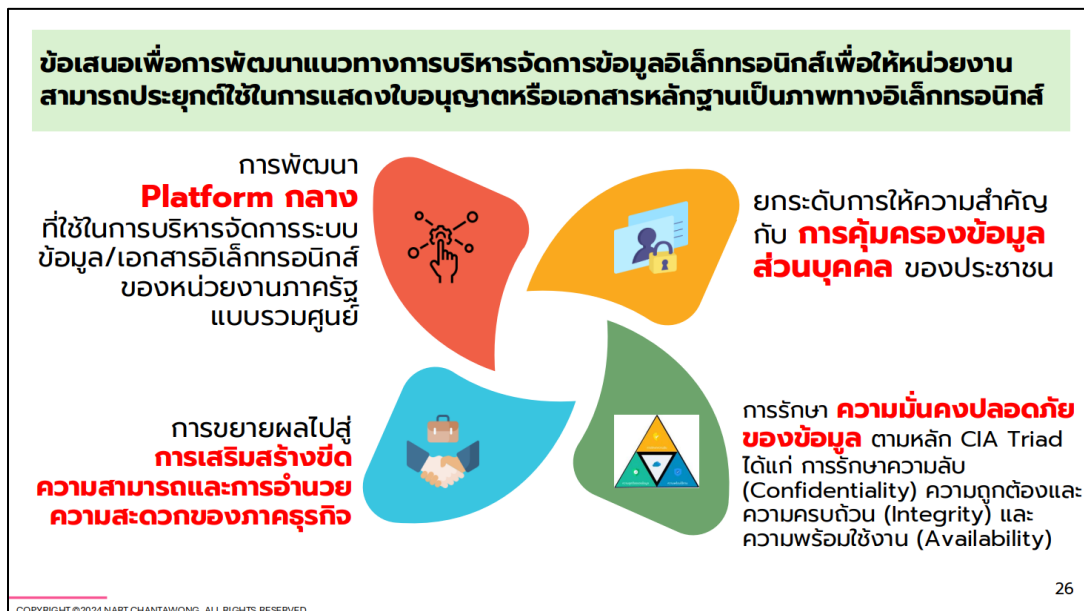 ข้อเสนอเพื่อการพัฒนาแนวทางการบริหารจัดการข้อมูลอิเล็กทรอนิกส์เพื่อให้หน่วยงาน
สามารถประยุกต์ใช้ในการแสดงใบอนุญาตหรือเอกสารหลักฐานเป็นภาพทางอิเล็กทรอนิกส์
การพัฒนา
Platform กลาง
ที่ใช้ในการบริหารจัดการระบบ
ข้อมูล/เอกสารอิเล็กทรอนิกส์
ของหน่วยงานภาครัฐ
แบบรวมศูนย์
ยกระดับการให้ความสำคัญ
กับ การคุ้มครองข้อมูล
ส่วนบุคคล ของประชาชน
การขยายผลไปสู่
การเสริมสร้างขีด
ความสามารถและการอำนวย
ความสะดวกของภาคธุรกิจ
การรักษา ความมั่นคงปลอดภัย
ของข้อมูล ตามหลัก CIA Triad
ได้แก่ การรักษาความลับ
(Confidentiality) ความถูกต้องและ
ความครบถ้วน (Integrity) และ
ความพร้อมใช้งาน (Availability)
26
COPYRIGHT ©2024 NART CHANTAWONG. ALL RIGHTS RESERVED